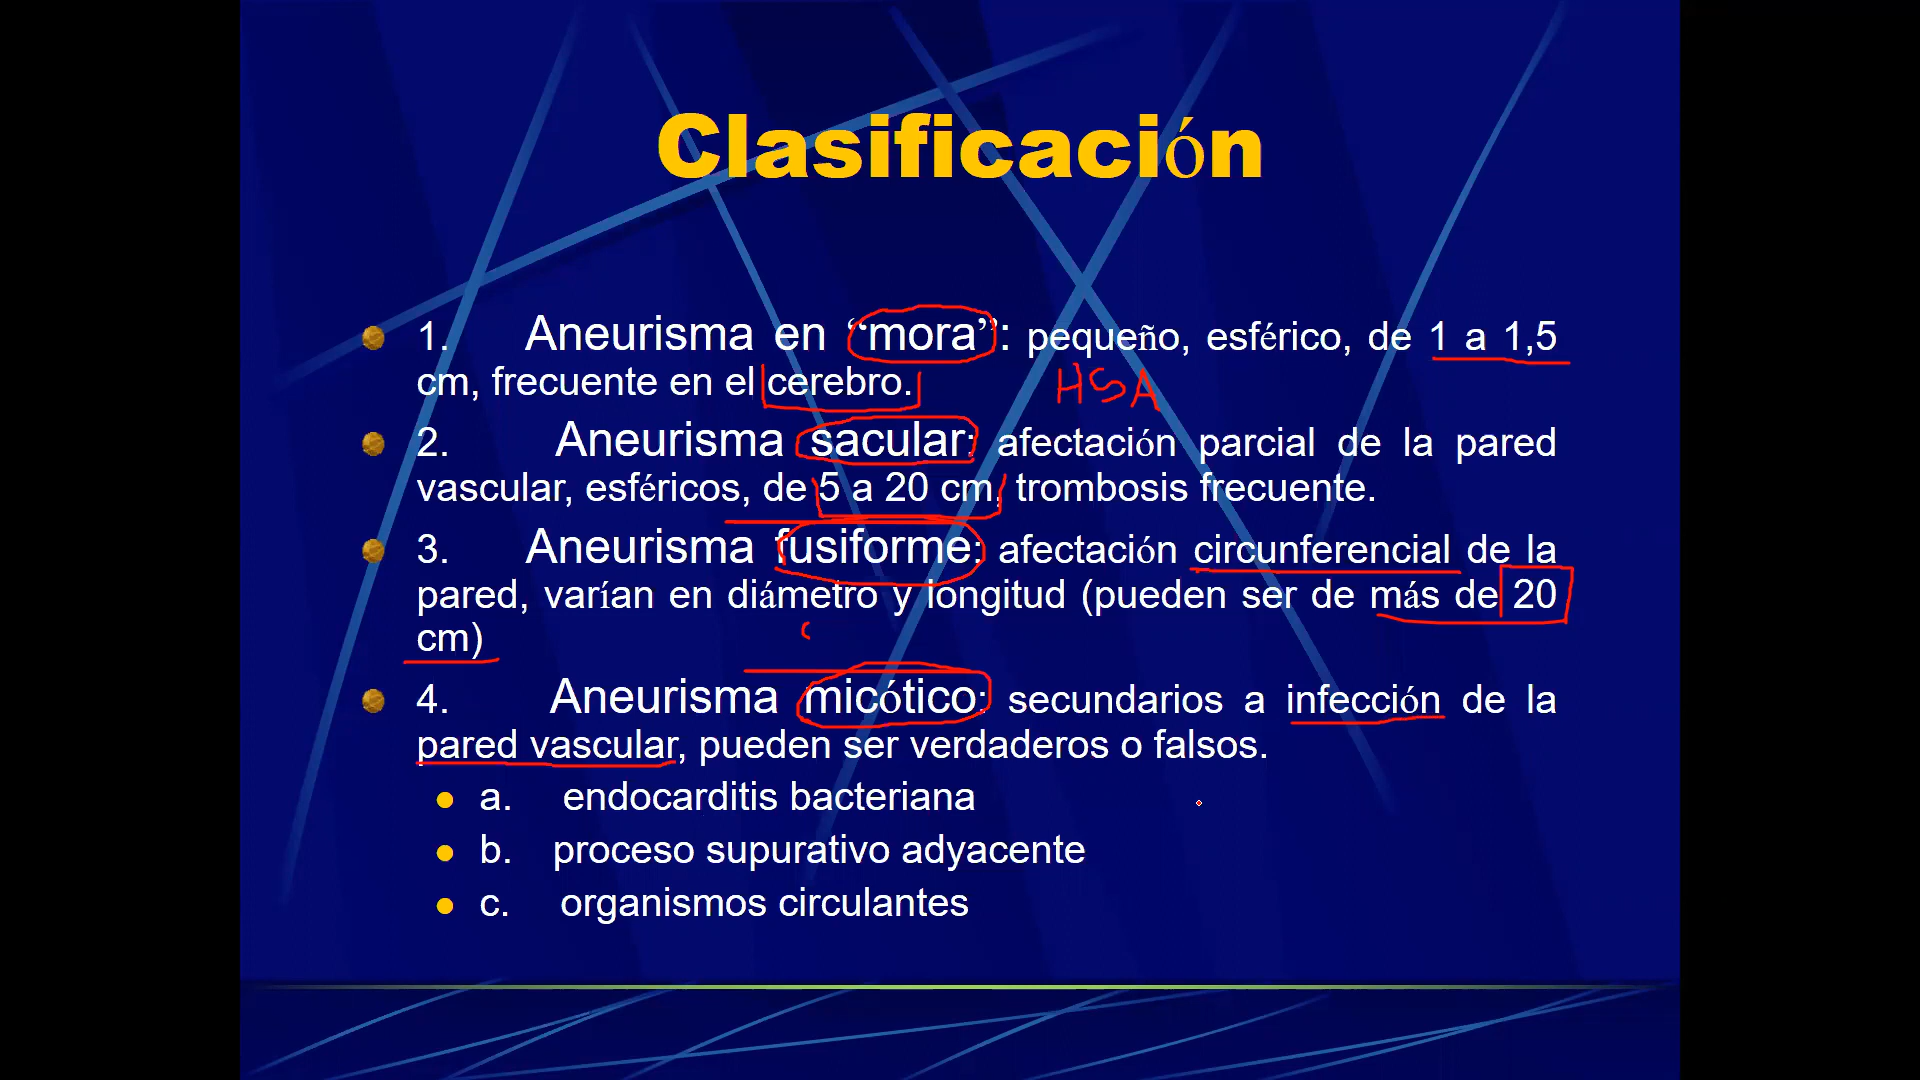 Clasificación
1. Aneurisma en “mora”: pequeño, esférico, de 1 a 1,5
cm, frecuente en el cerebro.
HSA
2. Aneurisma sacular: afectación parcial de la pared
vascular, esféricos, de 5 a 20 cm, trombosis frecuente.
3. Aneurisma fusiforme: afectación circunferencial de la
pared, varían en diámetro y longitud (pueden ser de más de 20
cm)
4. Aneurisma micótico: secundarios a infección de la
pared vascular, pueden ser verdaderos o falsos.
a. endocarditis bacteriana
b. proceso supurativo adyacente
c. organismos circulantes